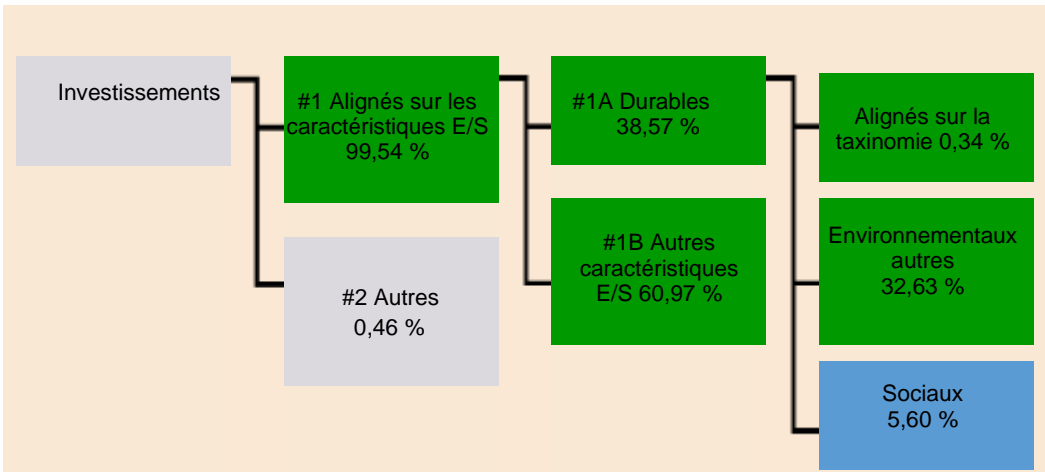 Investissements
#1 Alignés sur les
caractéristiques E/S
99,54 %
#2 Autres
0,46 %
#1A Durables
38,57 %
#1B Autres
caractéristiques
E/S 60,97 %
Alignés sur la
taxinomie 0,34 %
Environnementaux
autres
32,63 %
Sociaux
5,60 %